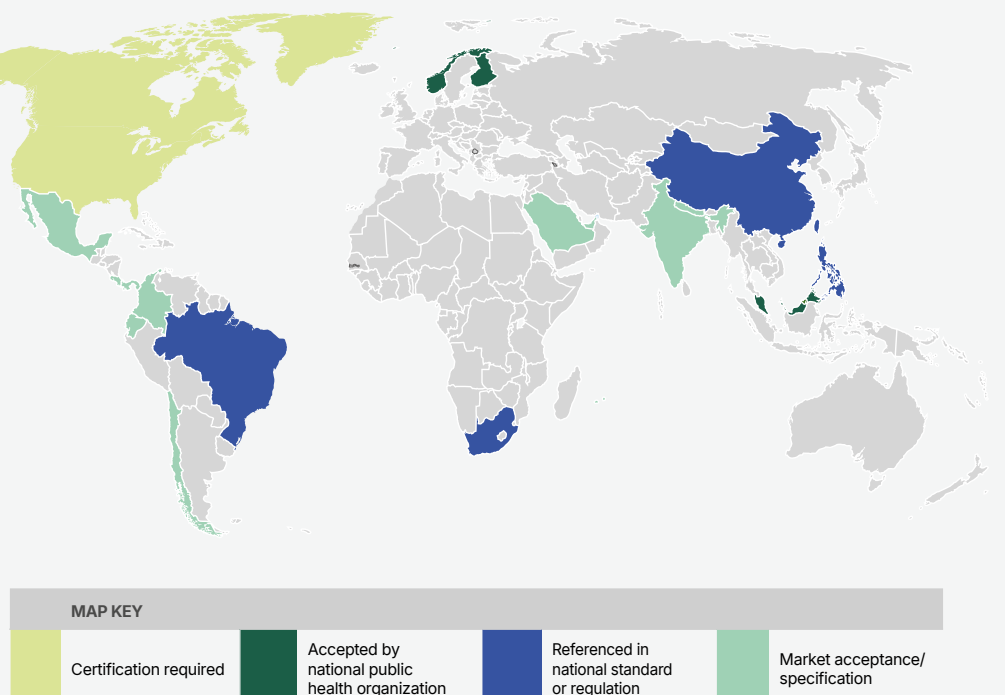 MAP KEY
Certification required
Accepted by
national public
health organization
Referenced in
national standard
or regulation
Market acceptance/
specification